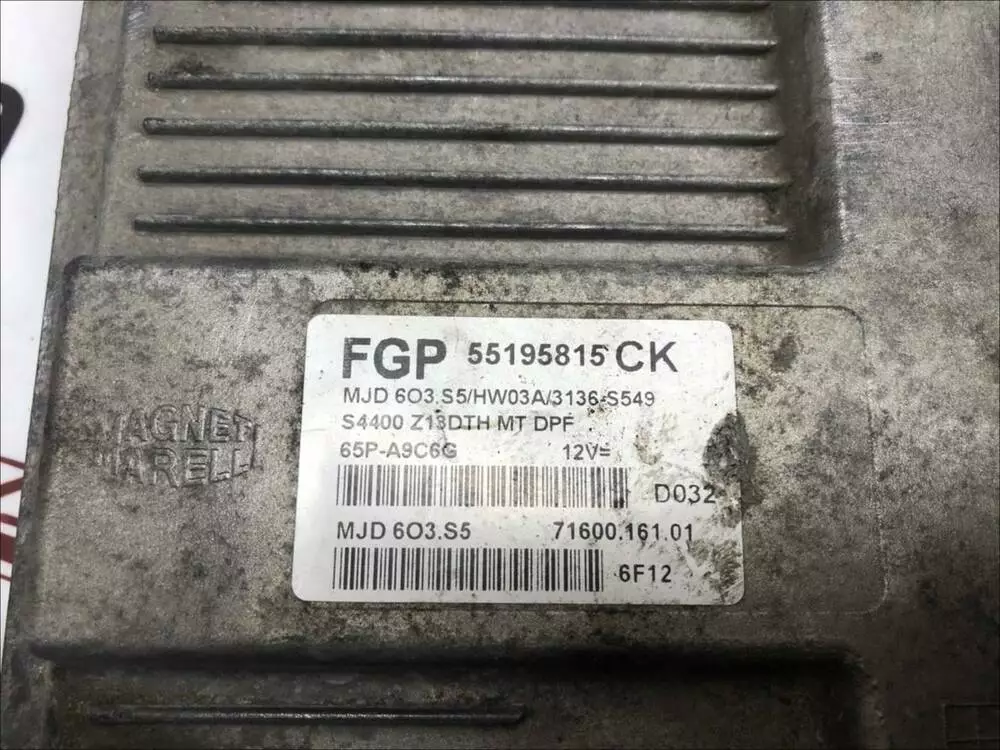 FGP 55195815 CK
MJD 6O3.S5/HW03A/3136-S549
S4400 Z13DTH MT DPF
65P-A9C6G 12V=
D032
MJD 6O3.S5 71600.161.01
6F12
MAGNETI
MARELLI